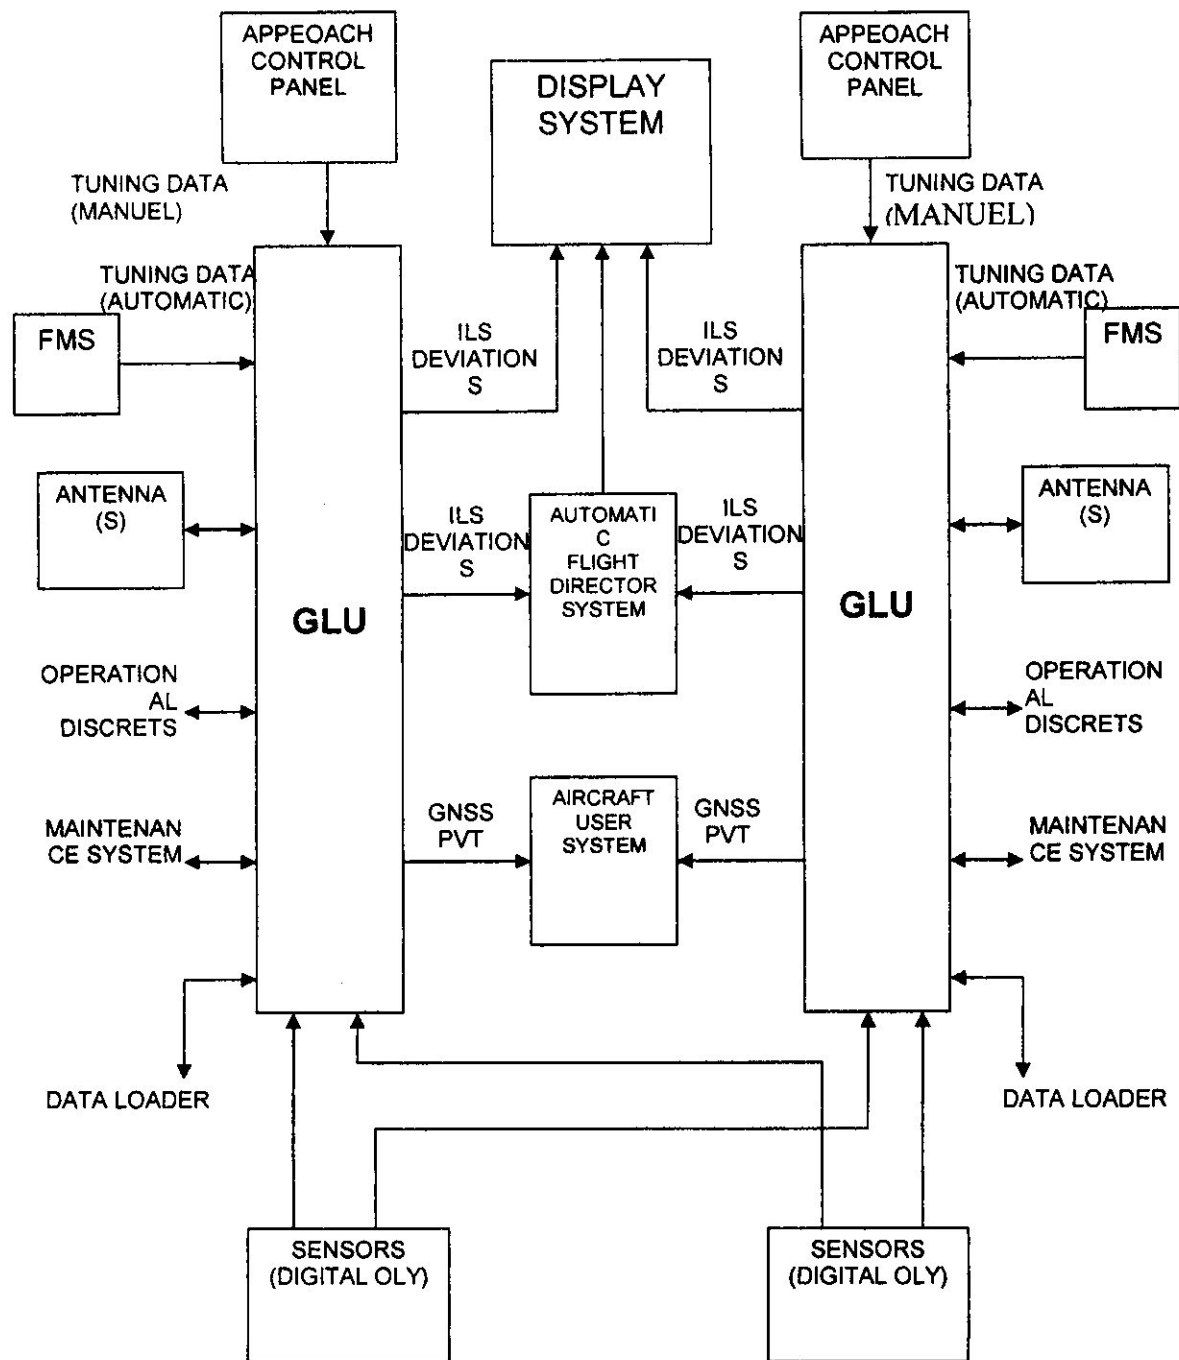 APPEOACH
CONTROL
PANEL
DISPLAY
SYSTEM
APPEOACH
CONTROL
PANEL
TUNING DATA
(MANUEL)
TUNING DATA
(MANUEL)
TUNING DATA
(AUTOMATIC)
TUNING DATA
(AUTOMATIC)
FMS
ILS
DEVIATION
S
ILS
DEVIATION
S
FMS
ANTENNA
(S)
ILS
DEVIATION
S
AUTOMATI
C
FLIGHT
DIRECTOR
SYSTEM
ILS
DEVIATION
S
ANTENNA
(S)
GLU
GLU
OPERATION
AL
DISCRETS
OPERATION
AL
DISCRETS
MAINTENAN
CE SYSTEM
GNSS
PVT
AIRCRAFT
USER
SYSTEM
GNSS
PVT
MAINTENAN
CE SYSTEM
DATA LOADER
DATA LOADER
SENSORS
(DIGITAL OLY)
SENSORS
(DIGITAL OLY)